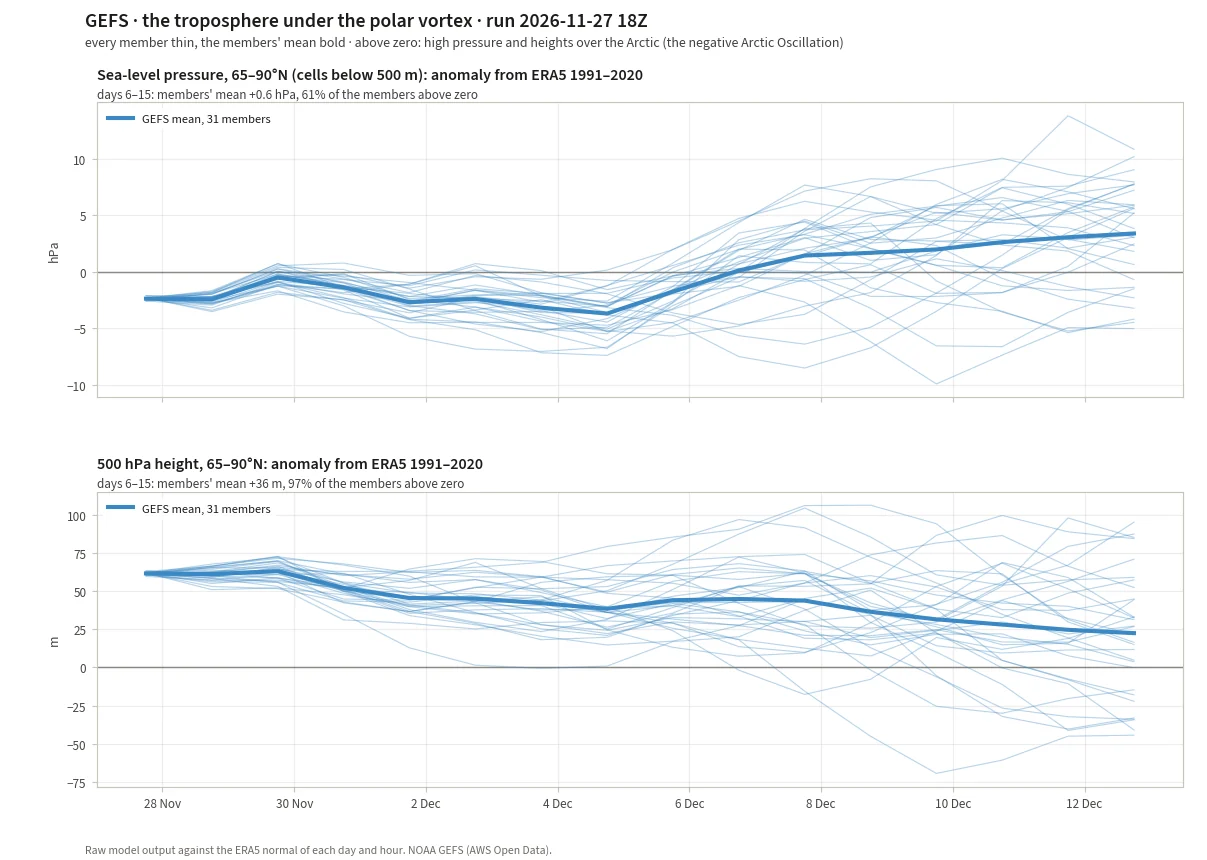 GEFS · the troposphere under the polar vortex · run 2026-11-27 18Z
every member thin, the members' mean bold · above zero: high pressure and heights over the Arctic (the negative Arctic Oscillation)
Sea-level pressure, 65–90°N (cells below 500 m): anomaly from ERA5 1991–2020
days 6–15: members' mean +0.6 hPa, 61% of the members above zero
GEFS mean, 31 members
10
5
0
−5
−10
hPa
500 hPa height, 65–90°N: anomaly from ERA5 1991–2020
days 6–15: members' mean +36 m, 97% of the members above zero
GEFS mean, 31 members
100
75
50
25
0
−25
−50
−75
m
28 Nov 30 Nov 2 Dec 4 Dec 6 Dec 8 Dec 10 Dec 12 Dec
Raw model output against the ERA5 normal of each day and hour. NOAA GEFS (AWS Open Data).